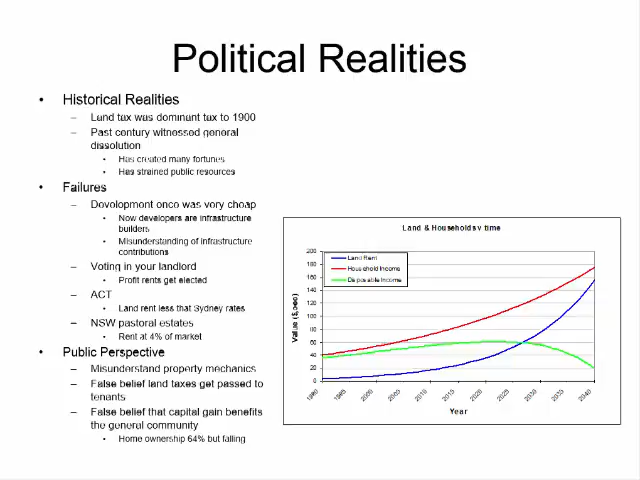 Political Realities
• Historical Realities
– Land tax was dominant tax to 1900
– Past century witnessed general
dissolution
• Has created many fortunes
• Has strained public resources
• Failures
– Development once was very cheap
• Now developers are infrastructure
builders
• Misunderstanding of infrastructure
contributions
– Voting in your landlord
• Profit rents get elected
– ACT
• Land rent less that Sydney rates
– NSW pastoral estates
• Rent at 4% of market
• Public Perspective
– Misunderstand property mechanics
– False belief land taxes get passed to
tenants
– False belief that capital gain benefits
the general community
• Home ownership 64% but falling
Land & Households v time
Value ($,pec)
200
180
160
140
120
100
80
60
40
20
0
Land Rent
Household Income
Disposable Income
1990
1995
2000
2005
2010
2015
2020
2025
2030
2035
2040
Year